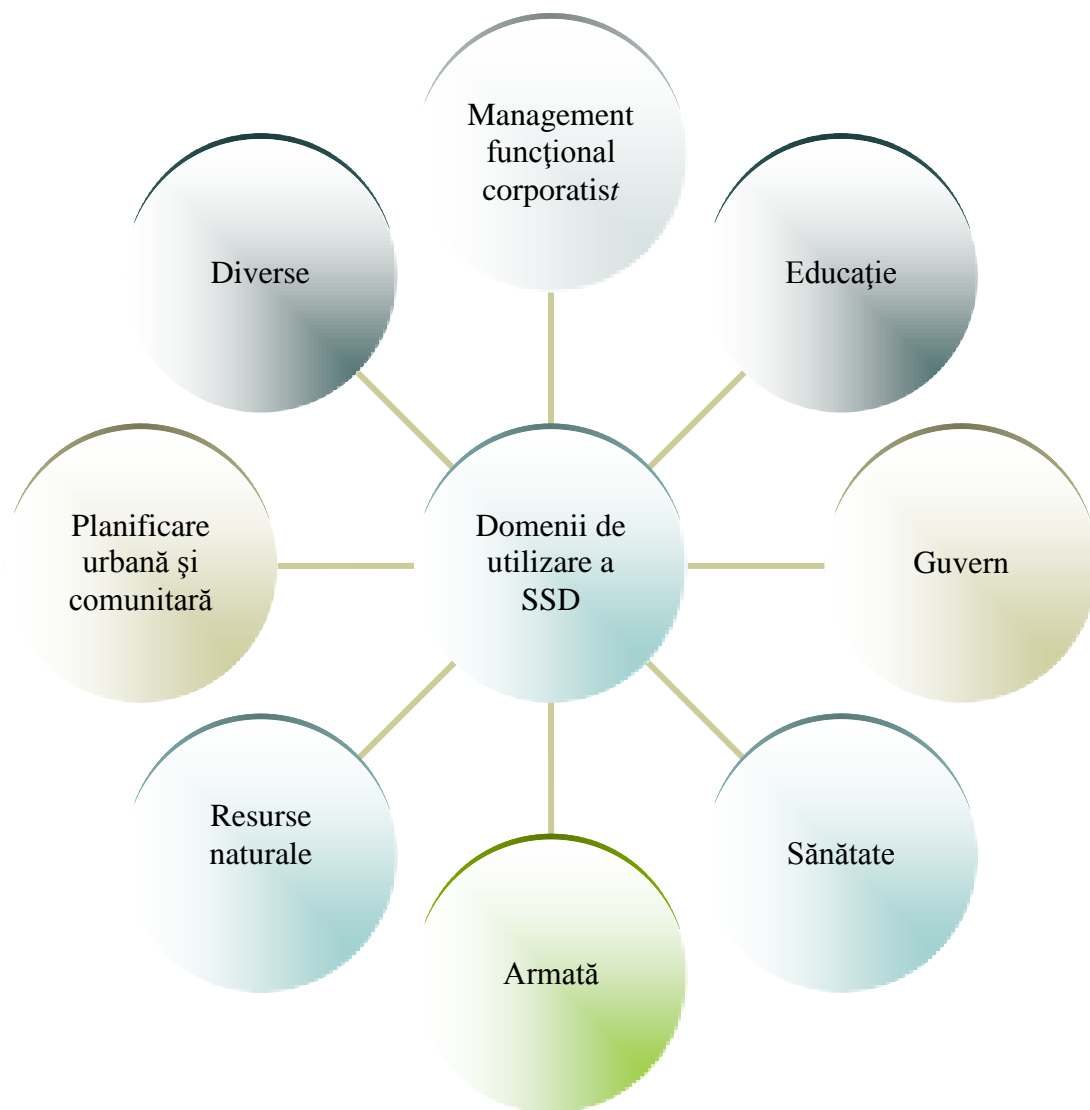 Management
funcţional
corporatist
Diverse
Educaţie
Planificare
urbană şi
comunitară
Domenii de
utilizare a
SSD
Guvern
Resurse
naturale
Sănătate
Armată